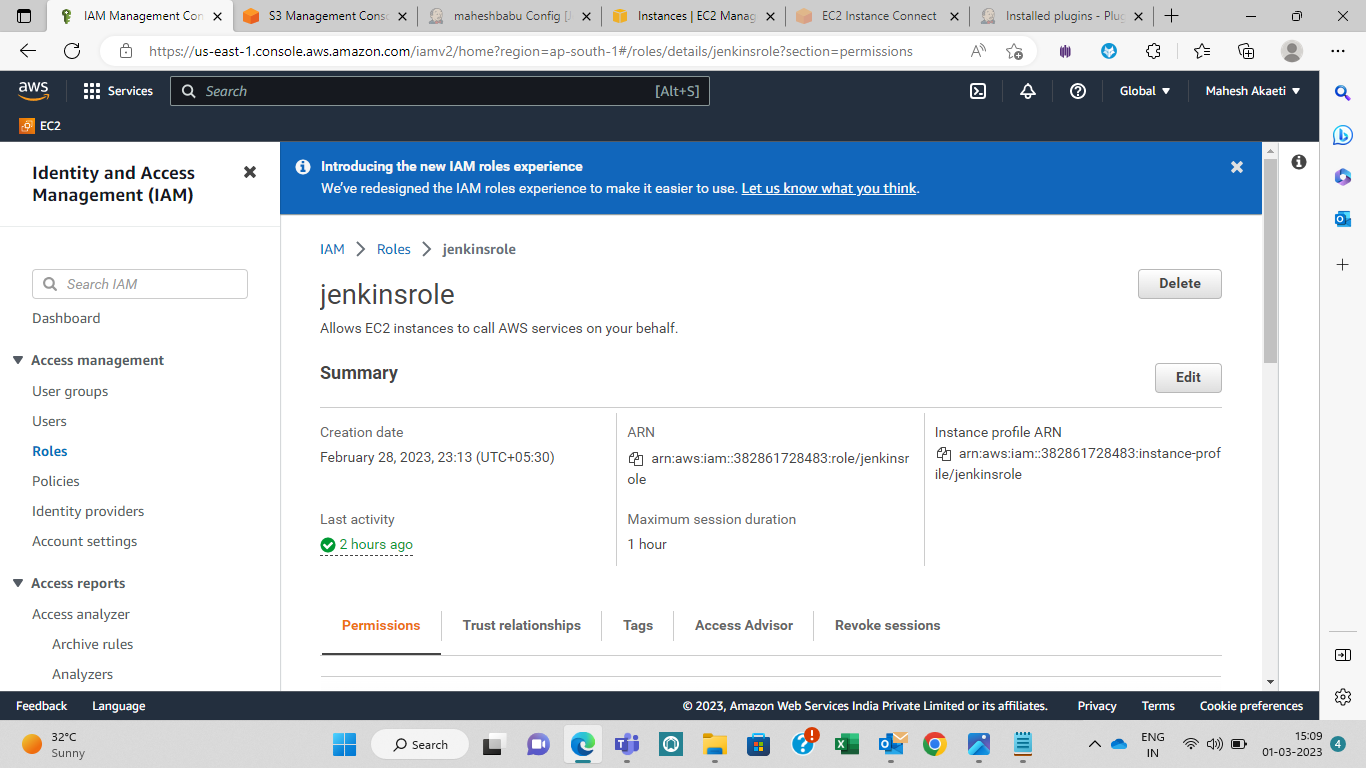 IAM Management Con
S3 Management Conso
maheshbabu Config [J
Instances | EC2 Manag
EC2 Instance Connect
Installed plugins - Plug
https://us-east-1.console.aws.amazon.com/iamv2/home?region=ap-south-1#/roles/details/jenkinsrole?section=permissions
aws
Services
Search
[Alt+S]
Global
Mahesh Akaeti
EC2
Identity and Access
Management (IAM)
Search IAM
Dashboard
Access management
User groups
Users
Roles
Policies
Identity providers
Account settings
Access reports
Access analyzer
Archive rules
Analyzers
Introducing the new IAM roles experience
We've redesigned the IAM roles experience to make it easier to use. Let us know what you think.
IAM > Roles > jenkinsrole
jenkinsrole
Delete
Allows EC2 instances to call AWS services on your behalf.
Summary
Edit
Creation date
February 28, 2023, 23:13 (UTC+05:30)
Last activity
2 hours ago
ARN
arn:aws:iam::382861728483:role/jenkinsr
ole
Maximum session duration
1 hour
Instance profile ARN
arn:aws:iam::382861728483:instance-prof
ile/jenkinsrole
Permissions
Trust relationships
Tags
Access Advisor
Revoke sessions
Feedback
Language
© 2023, Amazon Web Services India Private Limited or its affiliates.
Privacy
Terms
Cookie preferences
32°C
Sunny
Search
ENG
IN
15:09
01-03-2023
4